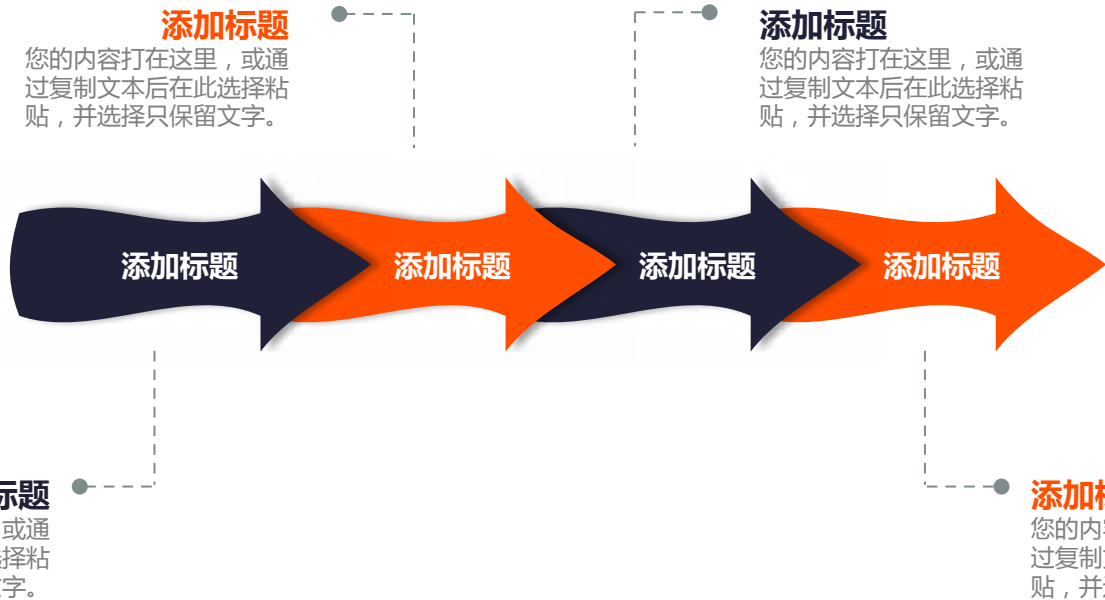 添加标题
您的内容打在这里，或通
过复制文本后在此选择粘
贴，并选择只保留文字。
添加标题
您的内容打在这里，或通
过复制文本后在此选择粘
贴，并选择只保留文字。
添加标题
添加标题
添加标题
添加标题
标题
或通
择粘
字。
添加
您的内
过复制
贴，并